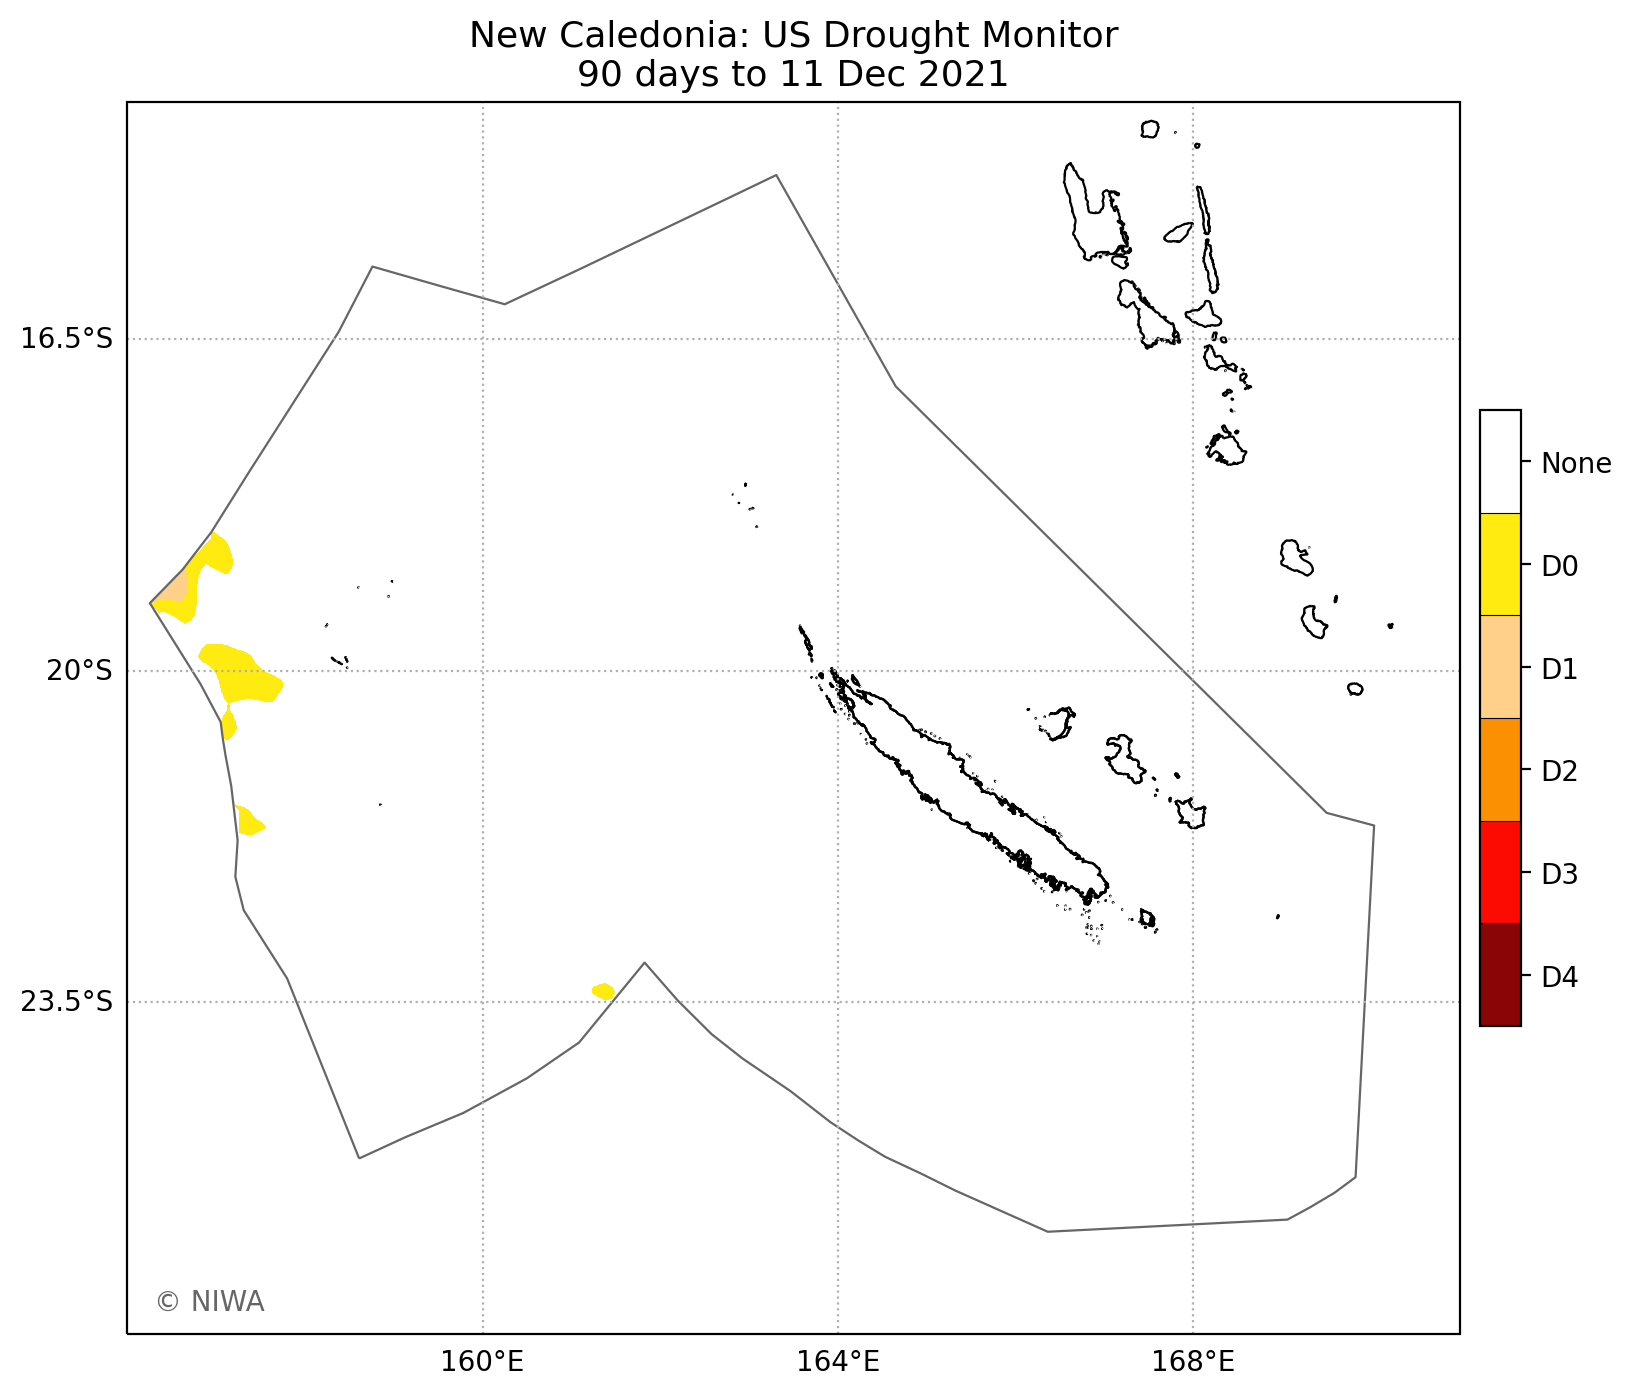 New Caledonia: US Drought Monitor
90 days to 11 Dec 2021
16.5°S
20°S
23.5°S
160°E
164°E
168°E
None
D0
D1
D2
D3
D4
© NIWA